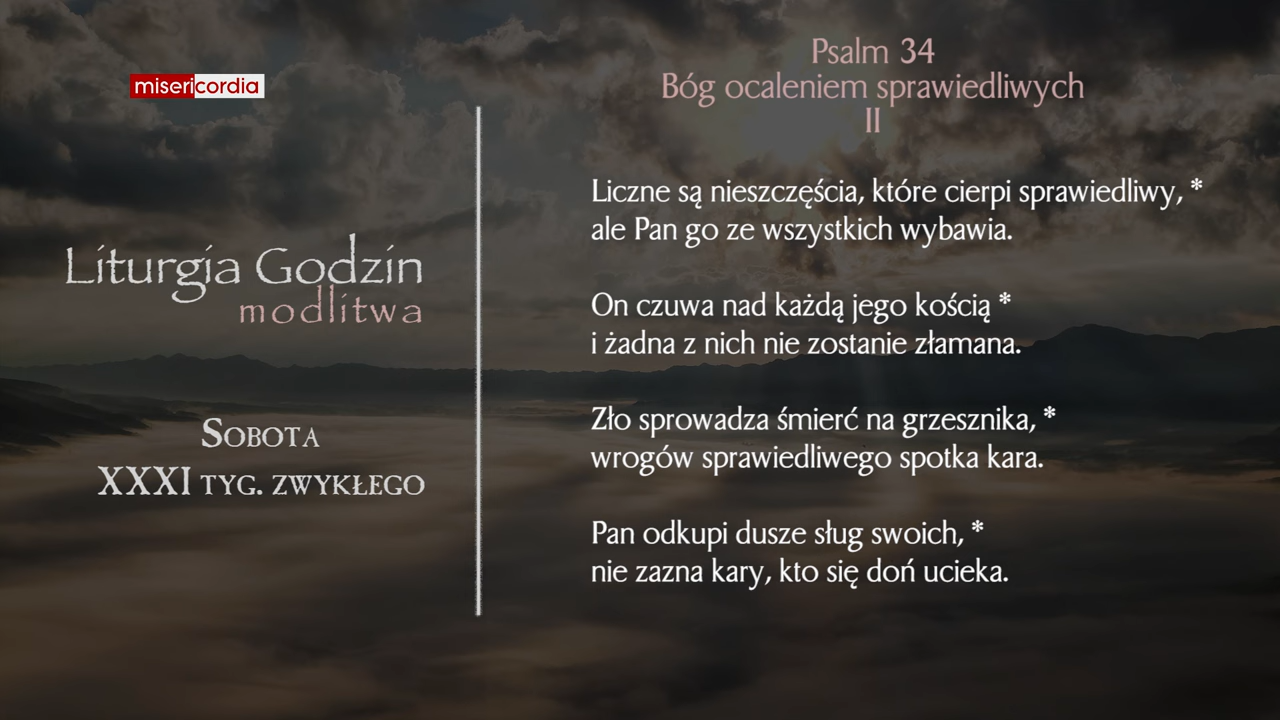 misericordia
Liturgia Godzin
modlitwa
Sobota
XXXI tyg. zwykłego
Psalm 34
Bóg ocaleniem sprawiedliwych
II
Liczne są nieszczęścia, które cierpi sprawiedliwy, *
ale Pan go ze wszystkich wybawia.
On czuwa nad każdą jego kością *
i żadna z nich nie zostanie złamana.
Zło sprowadza śmierć na grzesznika, *
wrogów sprawiedliwego spotka kara.
Pan odkupi dusze sług swoich, *
nie zazna kary, kto się doń ucieka.